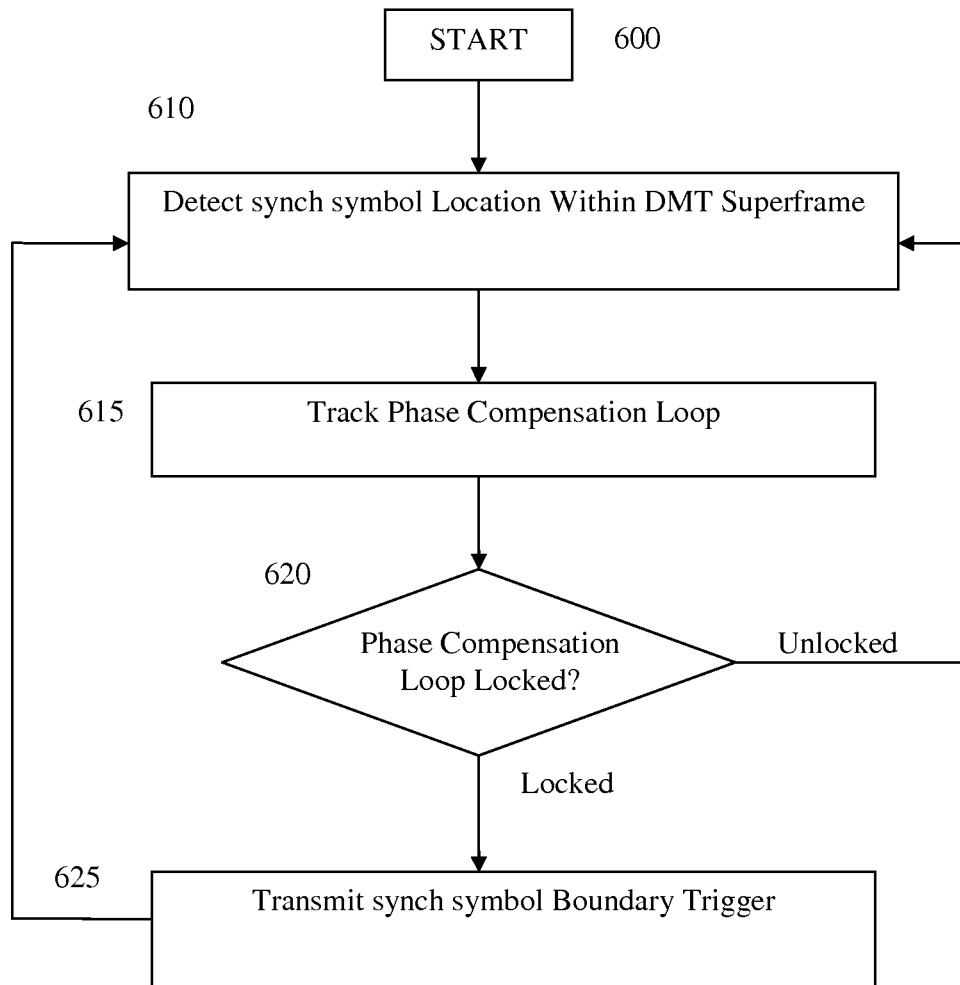 START
600
610
Detect synch symbol Location Within DMT Superframe
615
Track Phase Compensation Loop
620
Phase Compensation
Loop Locked?
Unlocked
Locked
625
Transmit synch symbol Boundary Trigger